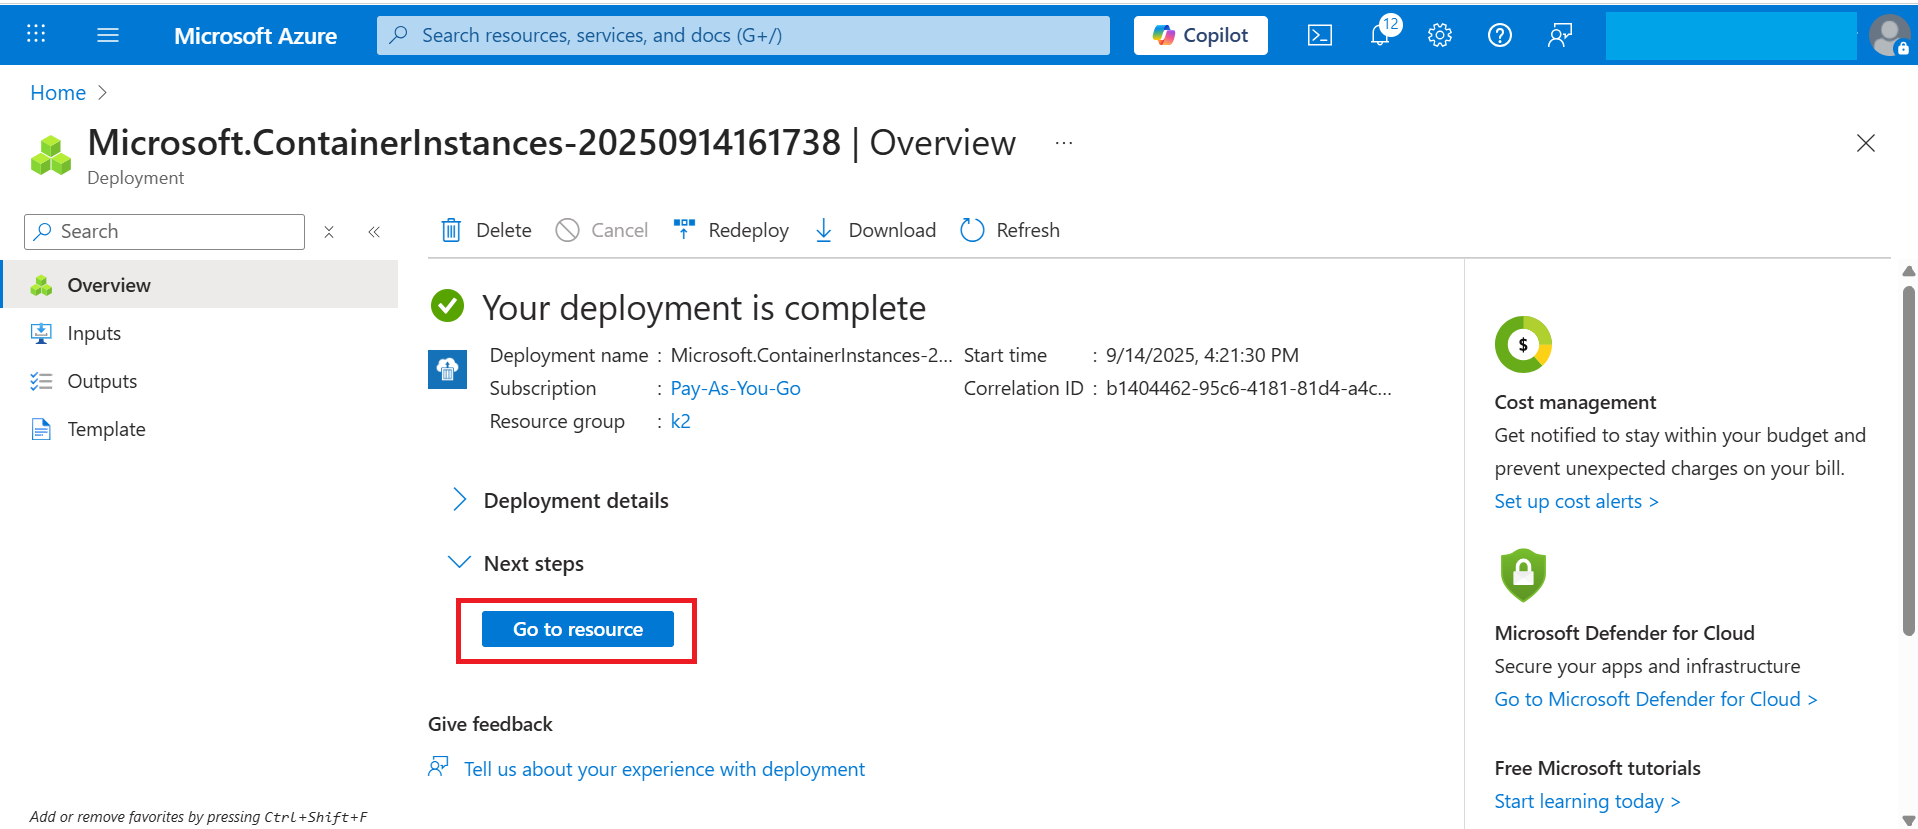 Microsoft Azure
Search resources, services, and docs (G+/)
Copilot
12
Home >
Microsoft.ContainerInstances-20250914161738 | Overview ...
Deployment
Search
Overview
Inputs
Outputs
Template
Add or remove favorites by pressing Ctrl+Shift+F
Delete
Cancel
Redeploy
Download
Refresh
Your deployment is complete
Deployment name : Microsoft.ContainerInstances-2...
Subscription : Pay-As-You-Go
Resource group : k2
Start time : 9/14/2025, 4:21:30 PM
Correlation ID : b1404462-95c6-4181-81d4-a4c...
Deployment details
Next steps
Go to resource
Give feedback
Tell us about your experience with deployment
$
Cost management
Get notified to stay within your budget and
prevent unexpected charges on your bill.
Set up cost alerts >
Microsoft Defender for Cloud
Secure your apps and infrastructure
Go to Microsoft Defender for Cloud >
Free Microsoft tutorials
Start learning today >